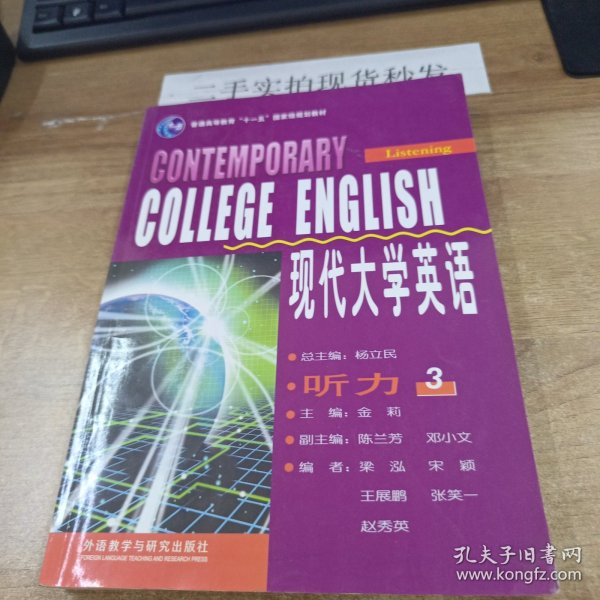 二手实拍现货秒发
普通高等教育“十一五”国家级规划教材
CONTEMPORARY
Listening
COLLEGE ENGLISH
现代大学英语
总主编：杨立民
听力 3
主 编：金 莉
副主编：陈兰芳 邓小文
编 者：梁 泓 宋 颖
王展鹏 张笑一
赵秀英
外语教学与研究出版社
FOREIGN LANGUAGE TEACHING AND RESEARCH PRESS
孔夫子旧书网
www.kongfz.com